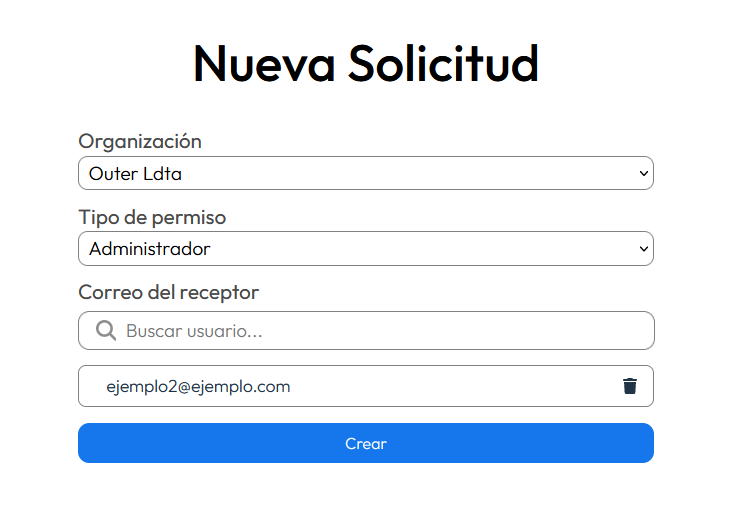 Nueva Solicitud
Organización
Outer Ldta
Tipo de permiso
Administrador
Correo del receptor
Buscar usuario...
ejemplo2@ejemplo.com
Crear